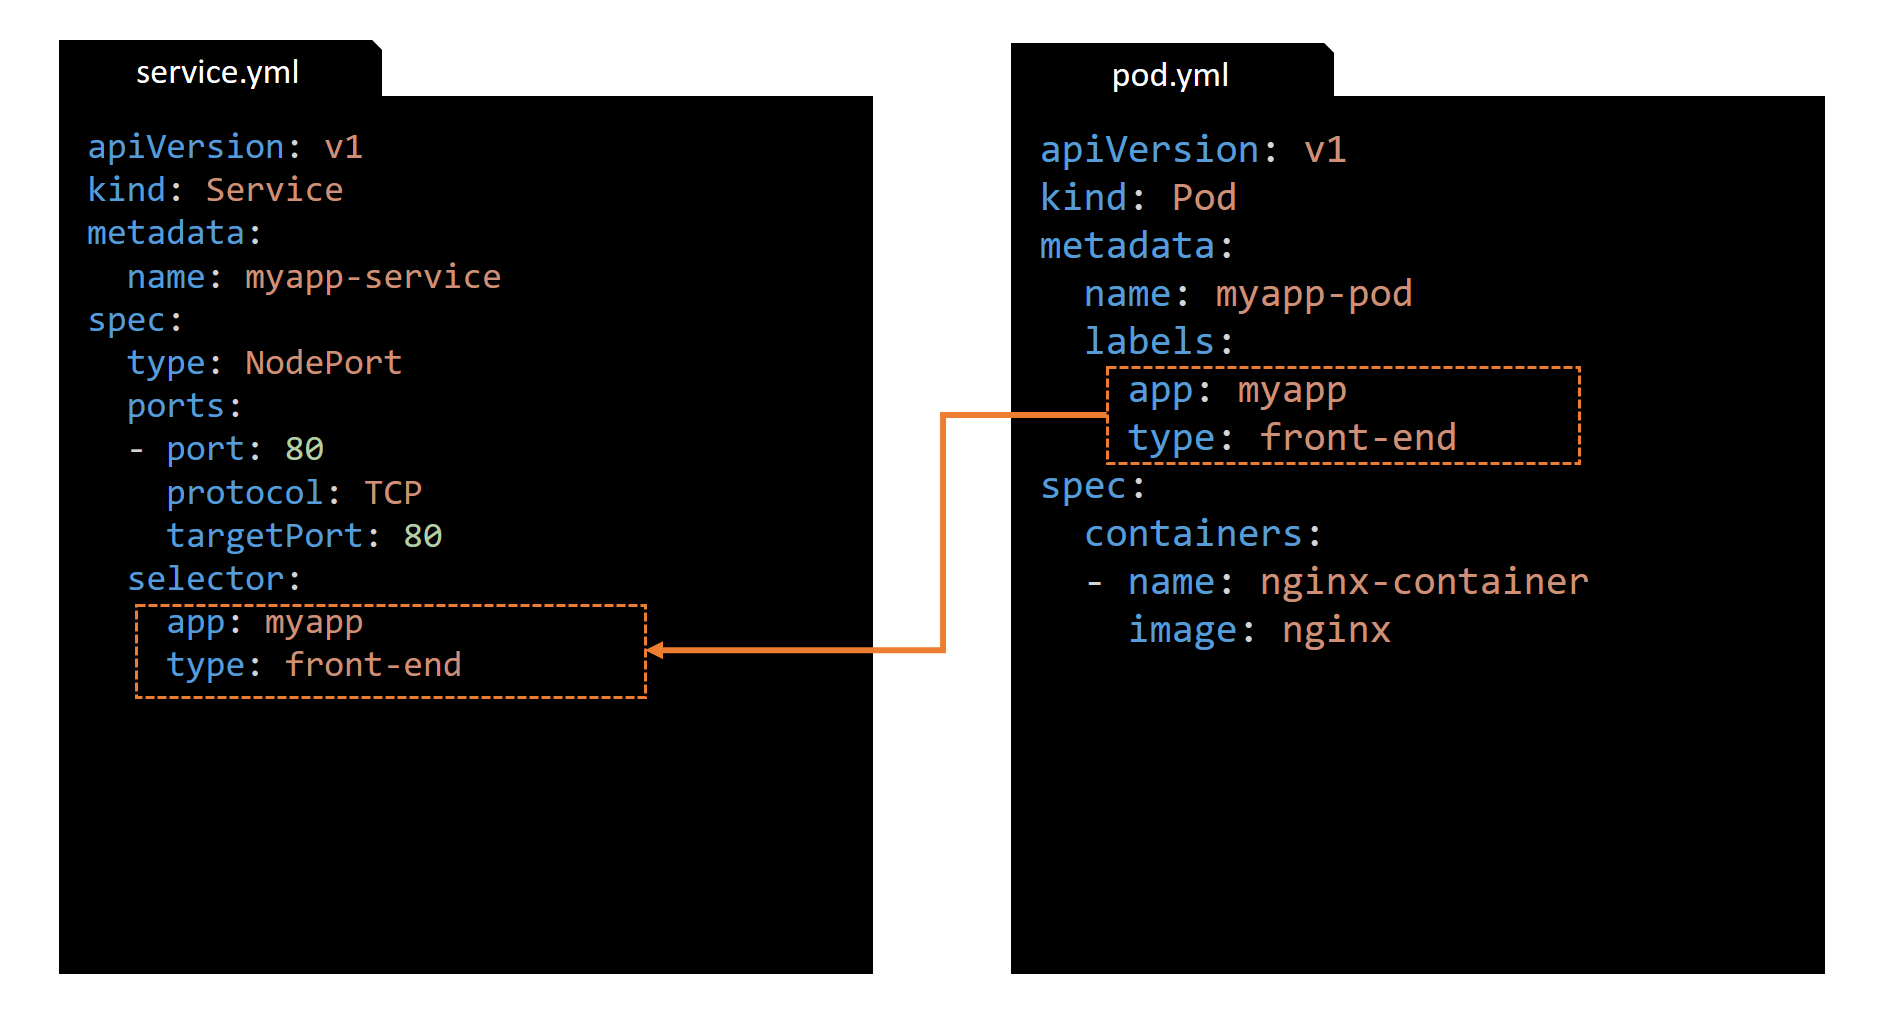 service.yml
apiVersion: v1
kind: Service
metadata:
  name: myapp-service
spec:
  type: NodePort
  ports:
  - port: 80
    protocol: TCP
    targetPort: 80
  selector:
    app: myapp
    type: front-end
pod.yml
apiVersion: v1
kind: Pod
metadata:
  name: myapp-pod
  labels:
    app: myapp
    type: front-end
spec:
  containers:
  - name: nginx-container
    image: nginx